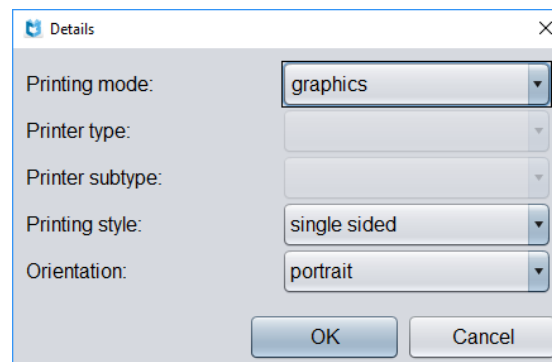 Details
Printing mode: graphics
Printer type:
Printer subtype:
Printing style: single sided
Orientation: portrait
OK Cancel